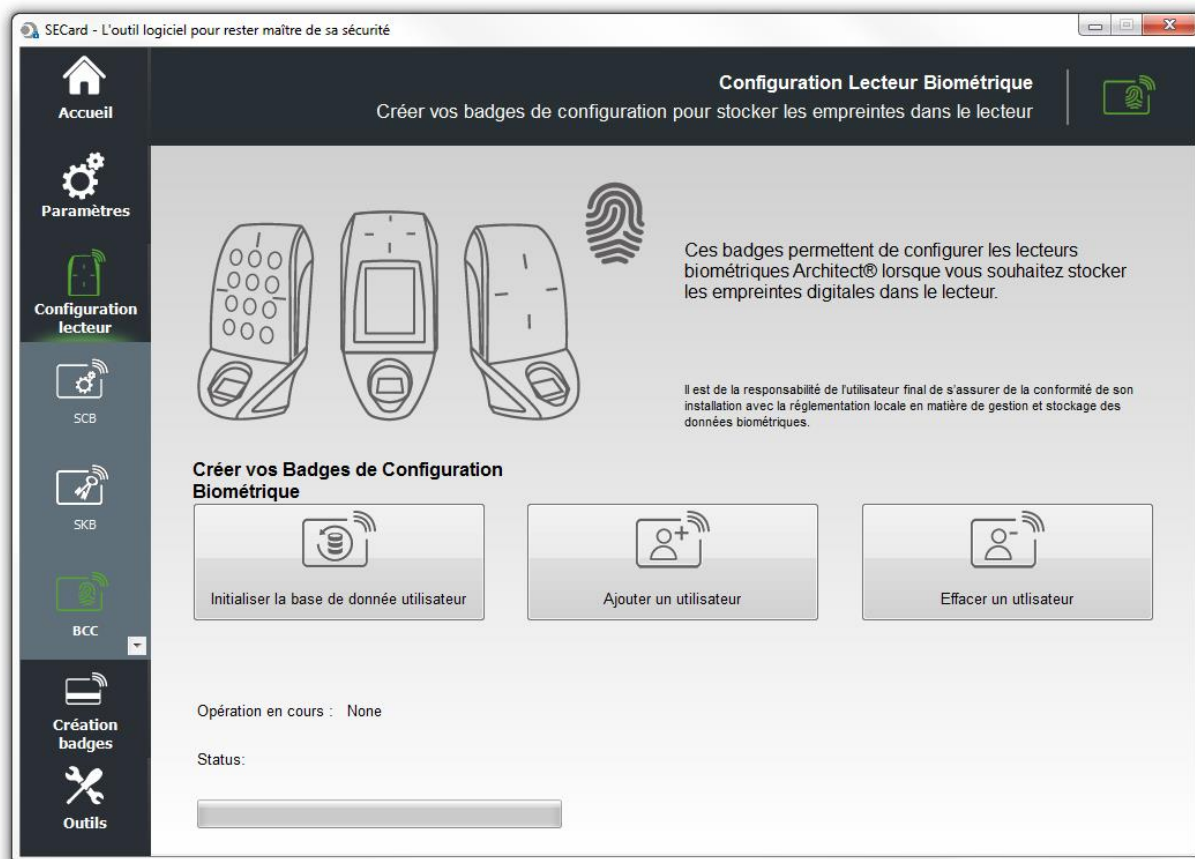 SECard - L'outil logiciel pour rester maître de sa sécurité
Accueil
Paramètres
Configuration
lecteur
SCB
SKB
BCC
Création
badges
Outils
Configuration Lecteur Biométrique
Créer vos badges de configuration pour stocker les empreintes dans le lecteur
Ces badges permettent de configurer les lecteurs
biométriques Architect® lorsque vous souhaitez stocker
les empreintes digitales dans le lecteur.
Il est de la responsabilité de l'utilisateur final de s'assurer de la conformité de son
installation avec la réglementation locale en matière de gestion et stockage des
données biométriques.
Créer vos Badges de Configuration
Biométrique
Initialiser la base de donnée utilisateur
Ajouter un utilisateur
Effacer un utlisateur
Opération en cours : None
Status: